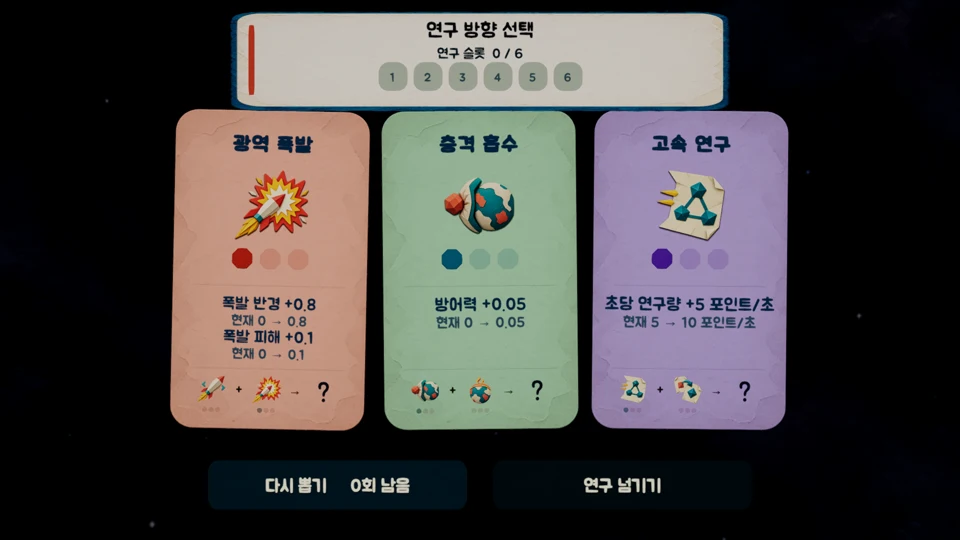 연구 방향 선택
연구 슬롯 0 / 6
1 2 3 4 5 6
광역 폭발
폭발 반경 +0.8
현재 0 → 0.8
폭발 피해 +0.1
현재 0 → 0.1
+ → ?
충격 흡수
방어력 +0.05
현재 0 → 0.05
+ → ?
고속 연구
초당 연구량 +5 포인트/초
현재 5 → 10 포인트/초
+ → ?
다시 뽑기 0회 남음
연구 넘기기